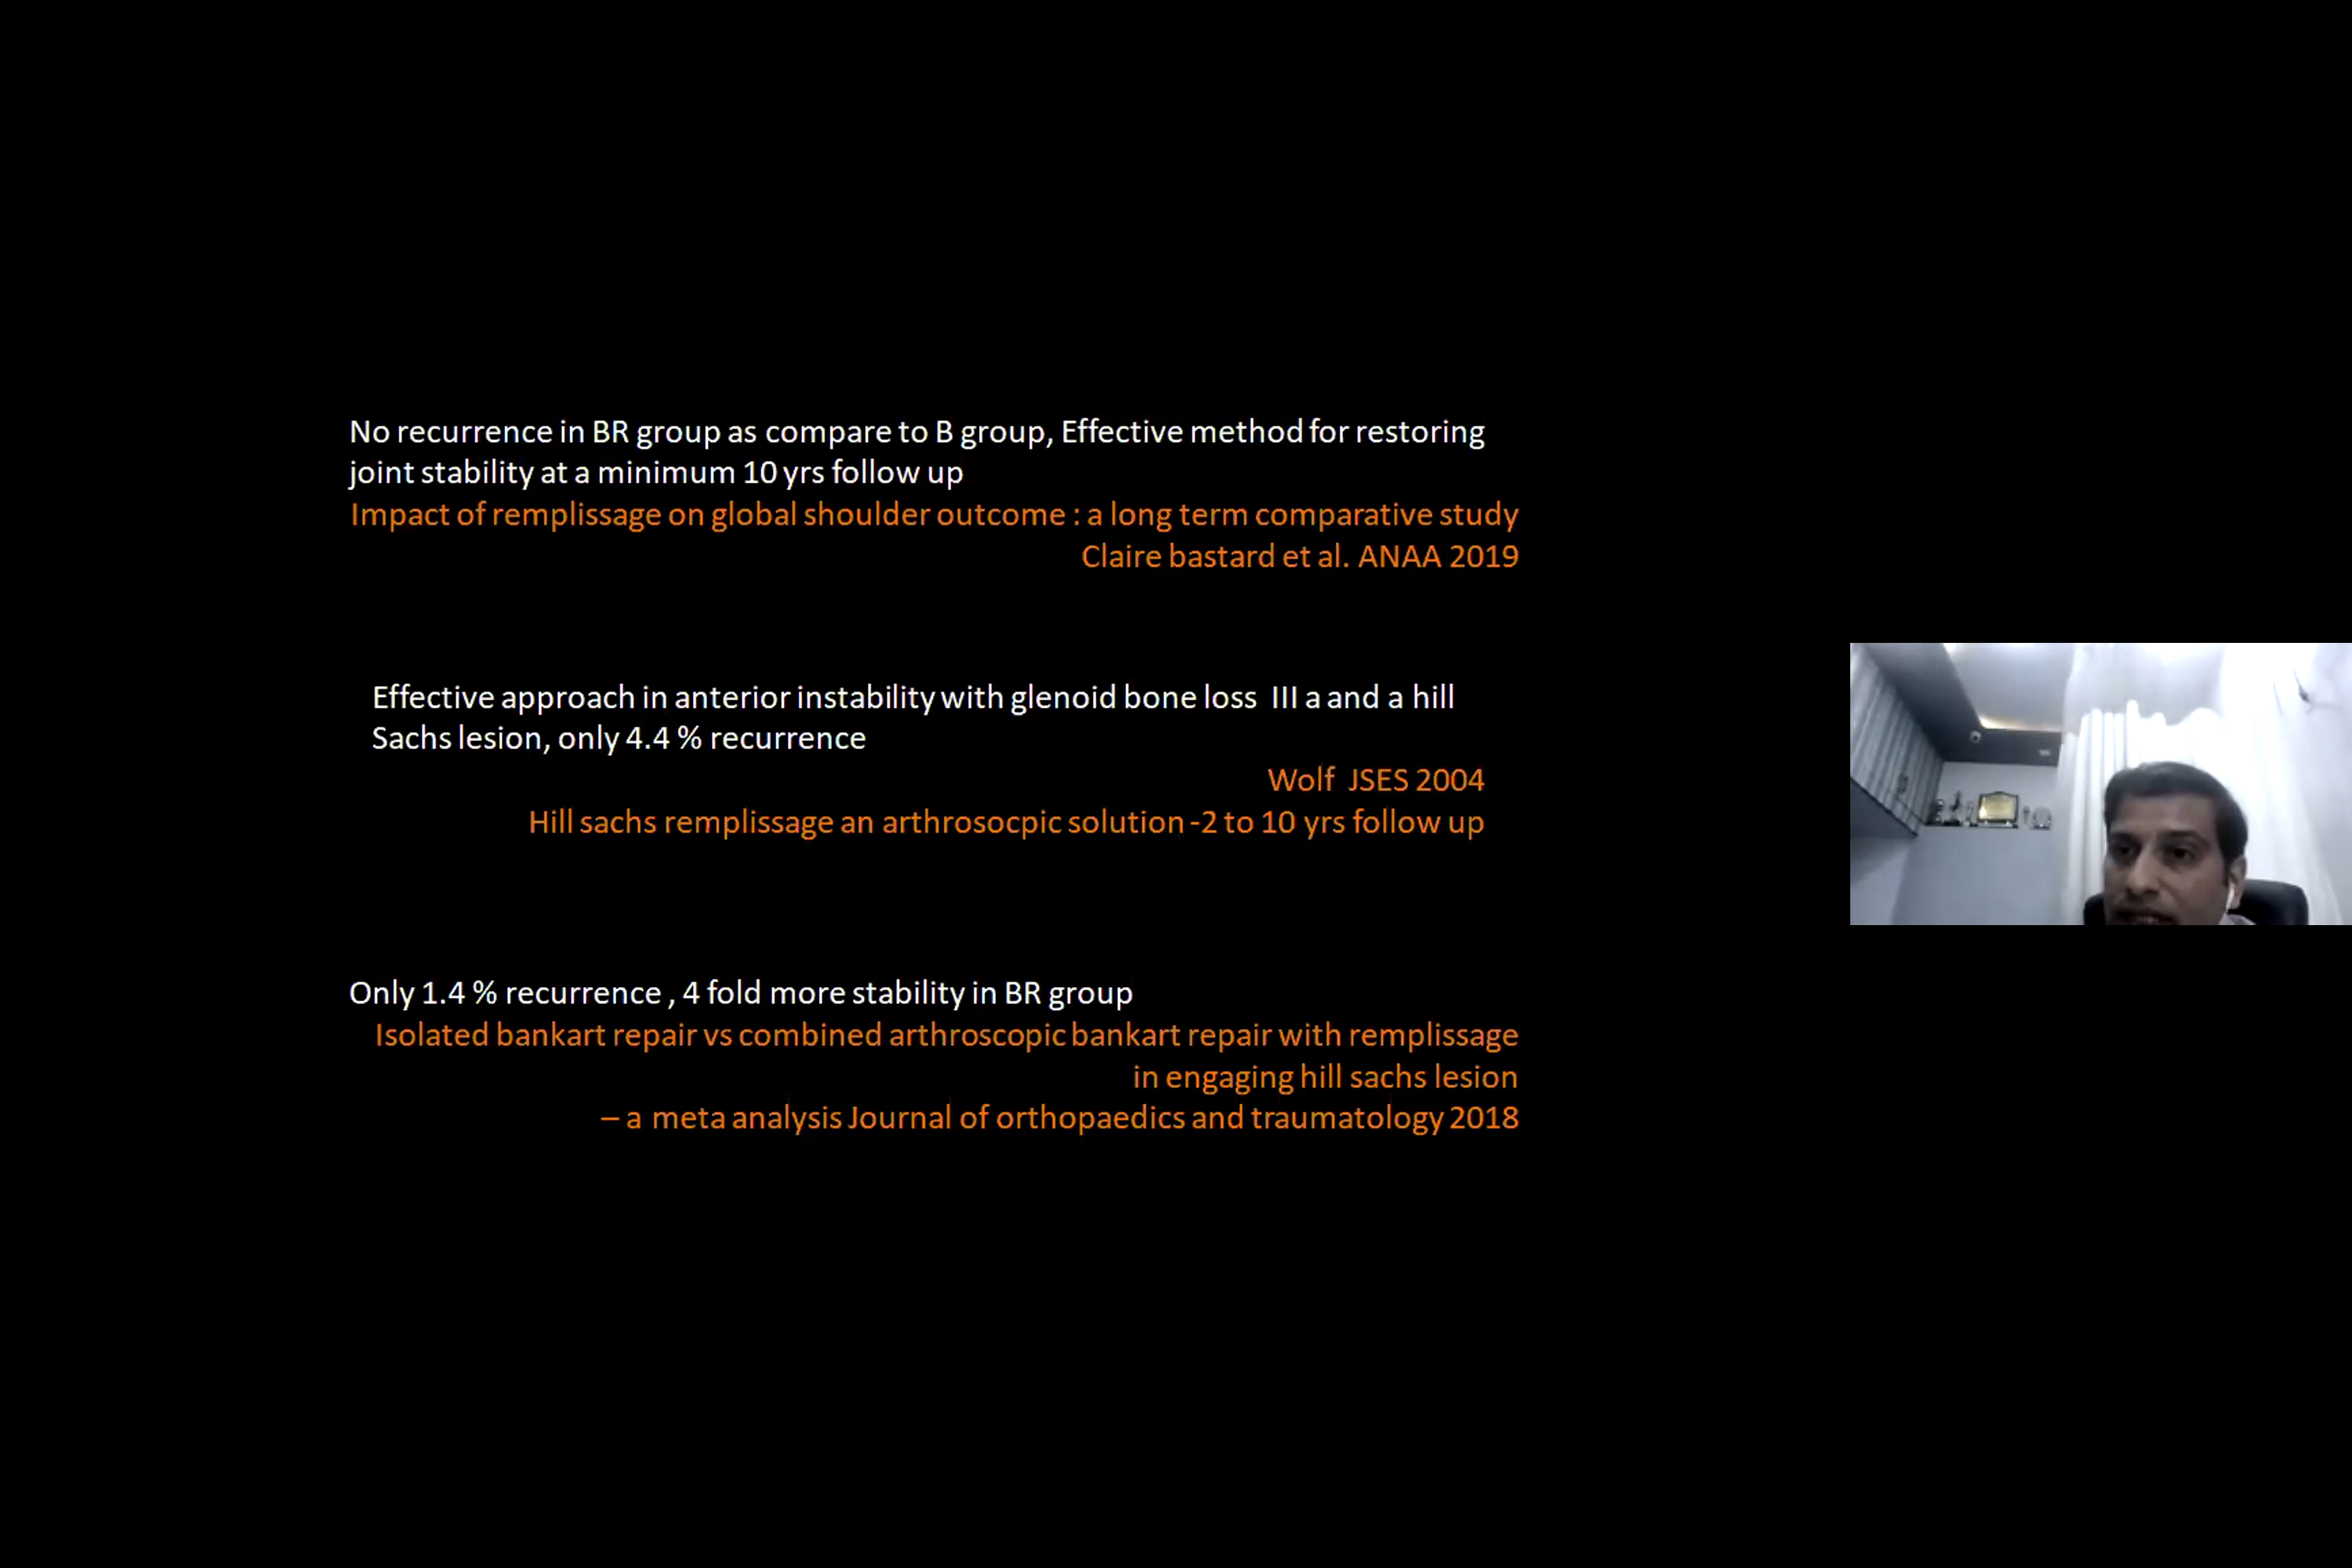 No recurrence in BR group as compare to B group, Effective method for restoring
joint stability at a minimum 10 yrs follow up
Impact of remplissage on global shoulder outcome : a long term comparative study
Claire bastard et al. ANAA 2019
Effective approach in anterior instability with glenoid bone loss III a and a hill
Sachs lesion, only 4.4 % recurrence
Wolf JSES 2004
Hill sachs remplissage an arthrosocpic solution -2 to 10 yrs follow up
Only 1.4 % recurrence , 4 fold more stability in BR group
Isolated bankart repair vs combined arthroscopic bankart repair with remplissage
in engaging hill sachs lesion
– a meta analysis Journal of orthopaedics and traumatology 2018